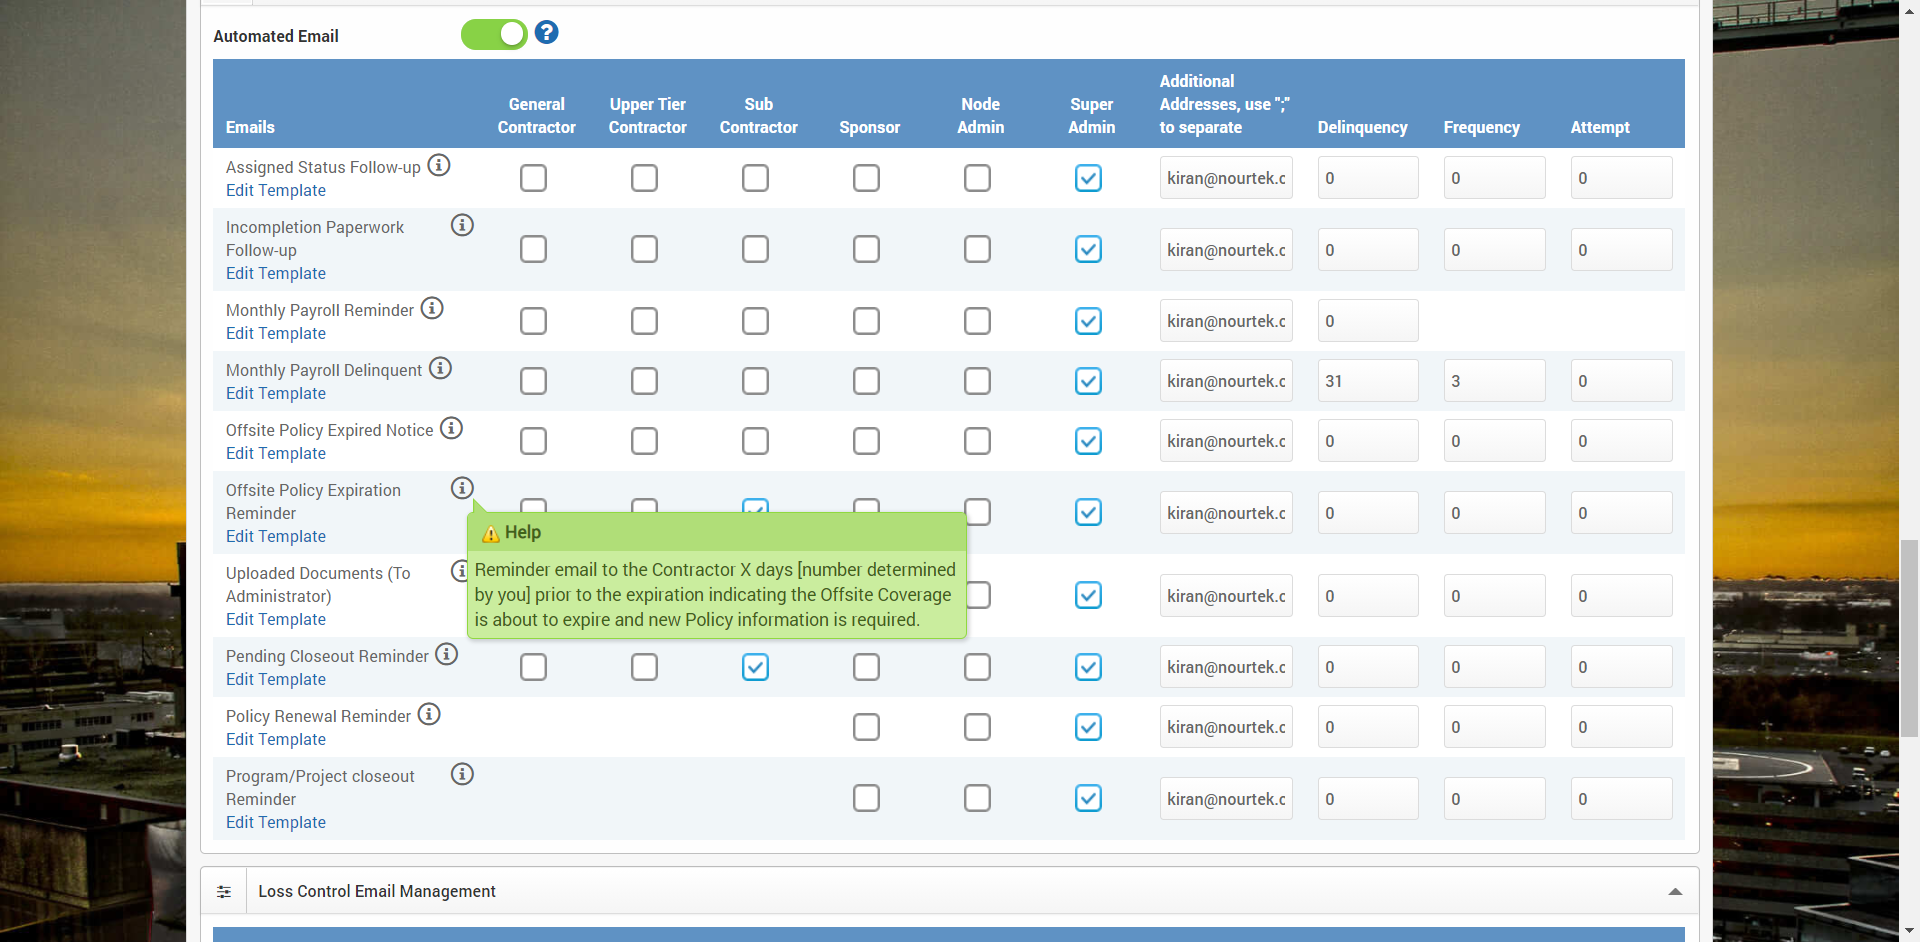 Automated Email ?
Emails
General
Contractor
Upper Tier
Contractor
Sub
Contractor
Sponsor
Node
Admin
Super
Admin
Additional
Addresses, use ";"
to separate
Delinquency
Frequency
Attempt
Assigned Status Follow-up
Edit Template
kiran@nourtek.c 0 0 0
Incompletion Paperwork
Follow-up
Edit Template
kiran@nourtek.c 0 0 0
Monthly Payroll Reminder
Edit Template
kiran@nourtek.c 0
Monthly Payroll Delinquent
Edit Template
kiran@nourtek.c 31 3 0
Offsite Policy Expired Notice
Edit Template
kiran@nourtek.c 0 0 0
Offsite Policy Expiration
Reminder
Edit Template
kiran@nourtek.c 0 0 0
Help
Reminder email to the Contractor X days [number determined
by you] prior to the expiration indicating the Offsite Coverage
is about to expire and new Policy information is required.
Uploaded Documents (To
Administrator)
Edit Template
kiran@nourtek.c 0 0 0
Pending Closeout Reminder
Edit Template
kiran@nourtek.c 0 0 0
Policy Renewal Reminder
Edit Template
kiran@nourtek.c 0 0 0
Program/Project closeout
Reminder
Edit Template
kiran@nourtek.c 0 0 0
Loss Control Email Management